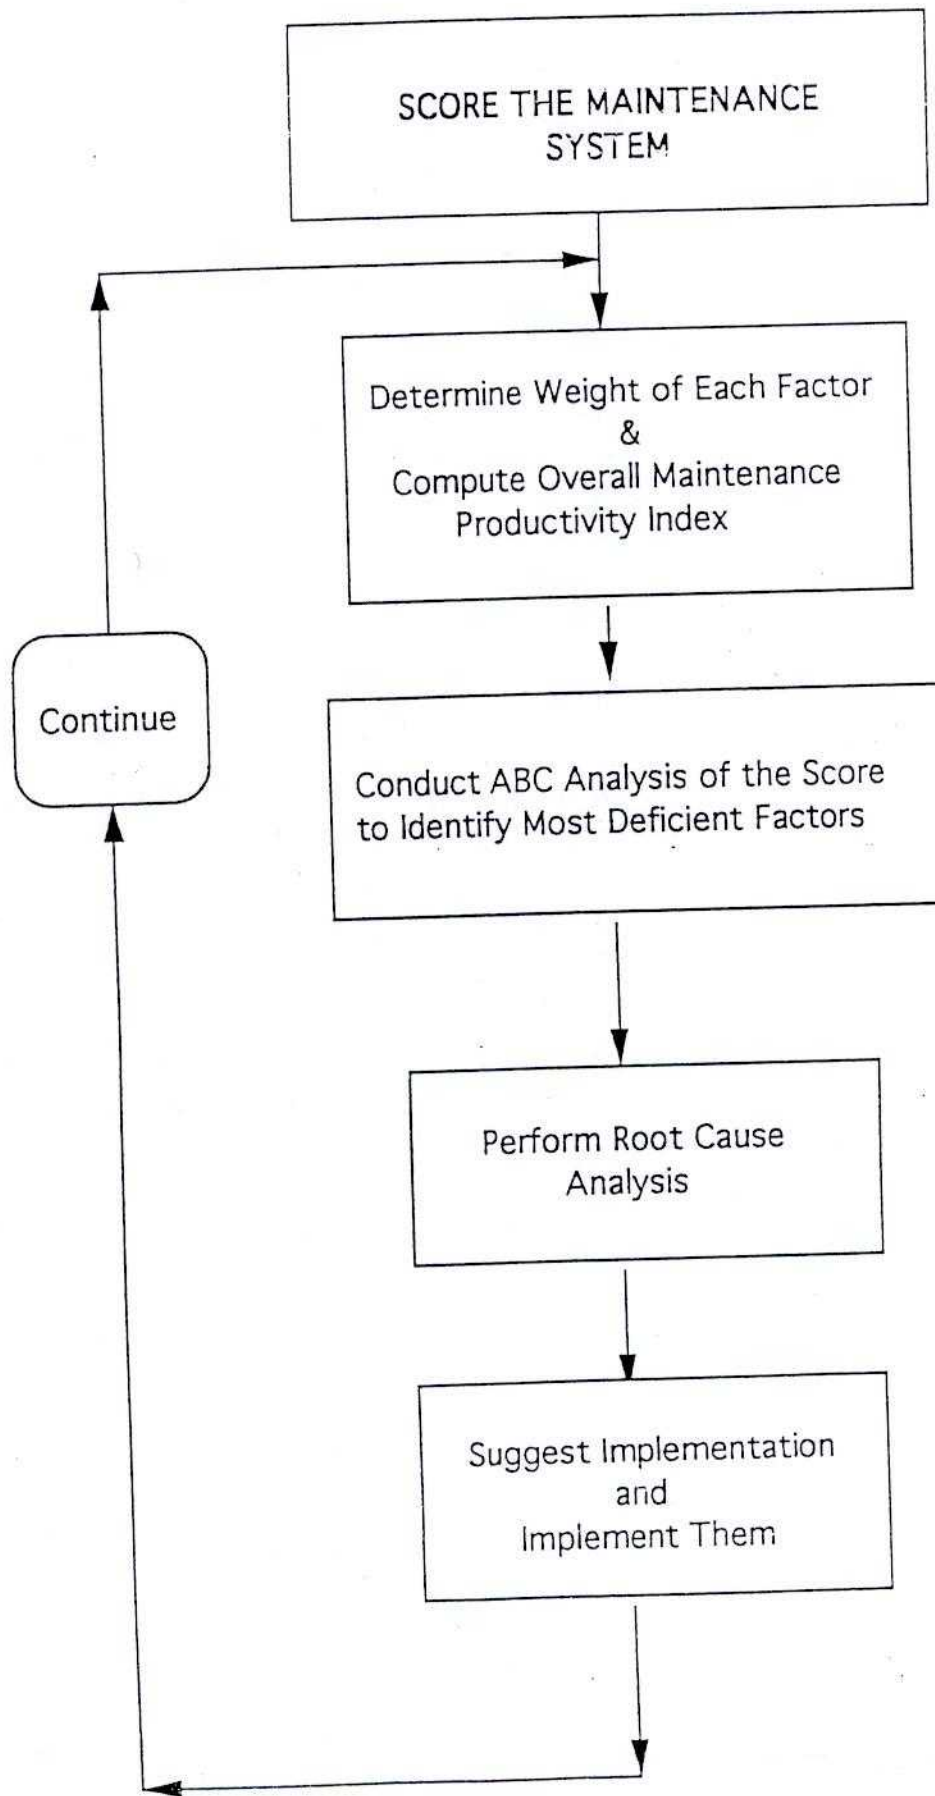 SCORE THE MAINTENANCE
SYSTEM
Determine Weight of Each Factor
&
Compute Overall Maintenance
Productivity Index
Continue
Conduct ABC Analysis of the Score
to Identify Most Deficient Factors
Perform Root Cause
Analysis
Suggest Implementation
and
Implement Them